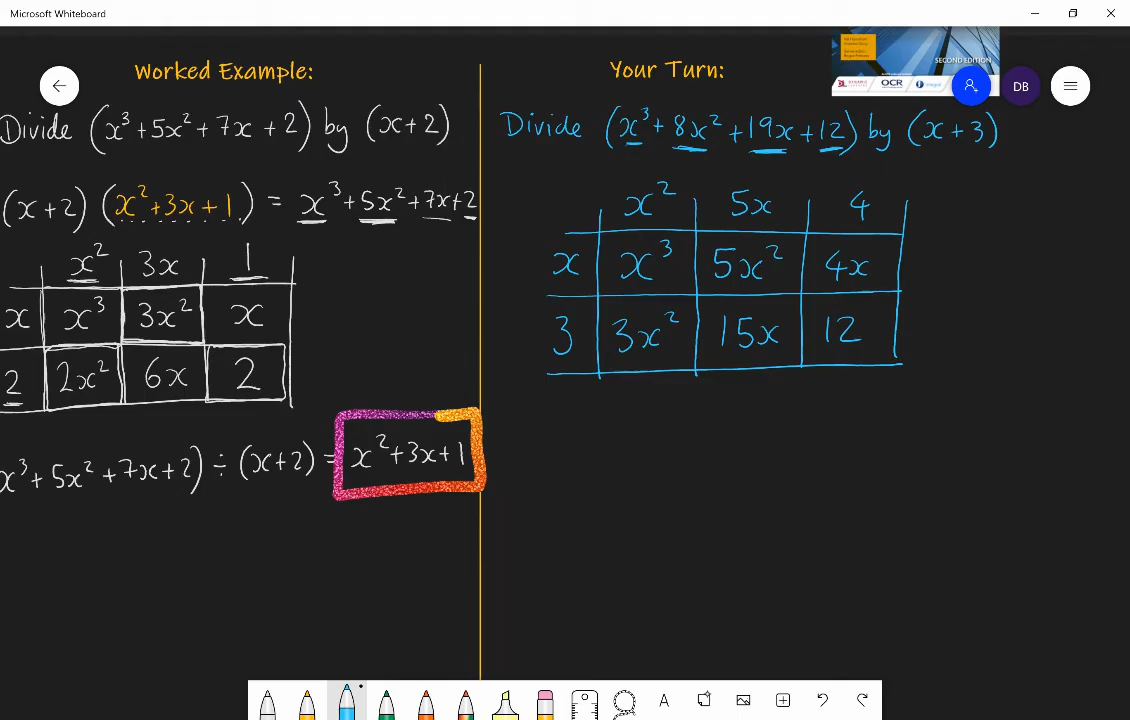 Microsoft Whiteboard
SECOND EDITION
OCR
integral
DB
Worked Example:
Divide (x³+5x²+7x+2) by (x+2)
(x+2) (x²+3x+1) = x³+5x²+7x+2
x² 3x 1
x x³ 3x² x
2 2x² 6x 2
x³+5x²+7x+2) ÷ (x+2) = x²+3x+1
Your Turn:
Divide (x³+8x²+19x+12) by (x+3)
x² 5x 4
x x³ 5x² 4x
3 3x² 15x 12
A